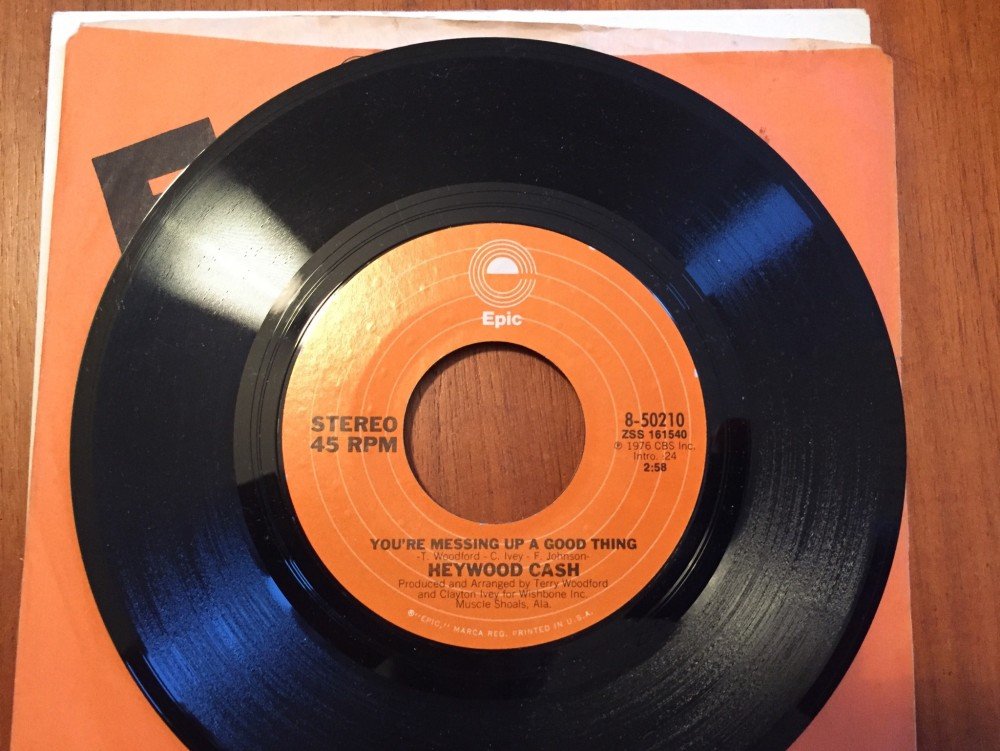 Epic
STEREO
45 RPM
8-50210
ZSS 161540
℗ 1976 CBS Inc.
Intro. :24
2:58
YOU'RE MESSING UP A GOOD THING
-T. Woodford - C. Ivey - F. Johnson-
HEYWOOD CASH
Produced and Arranged by Terry Woodford
and Clayton Ivey for Wishbone Inc.
Muscle Shoals, Ala.
®"EPIC," MARCA REG. PRINTED IN U.S.A.